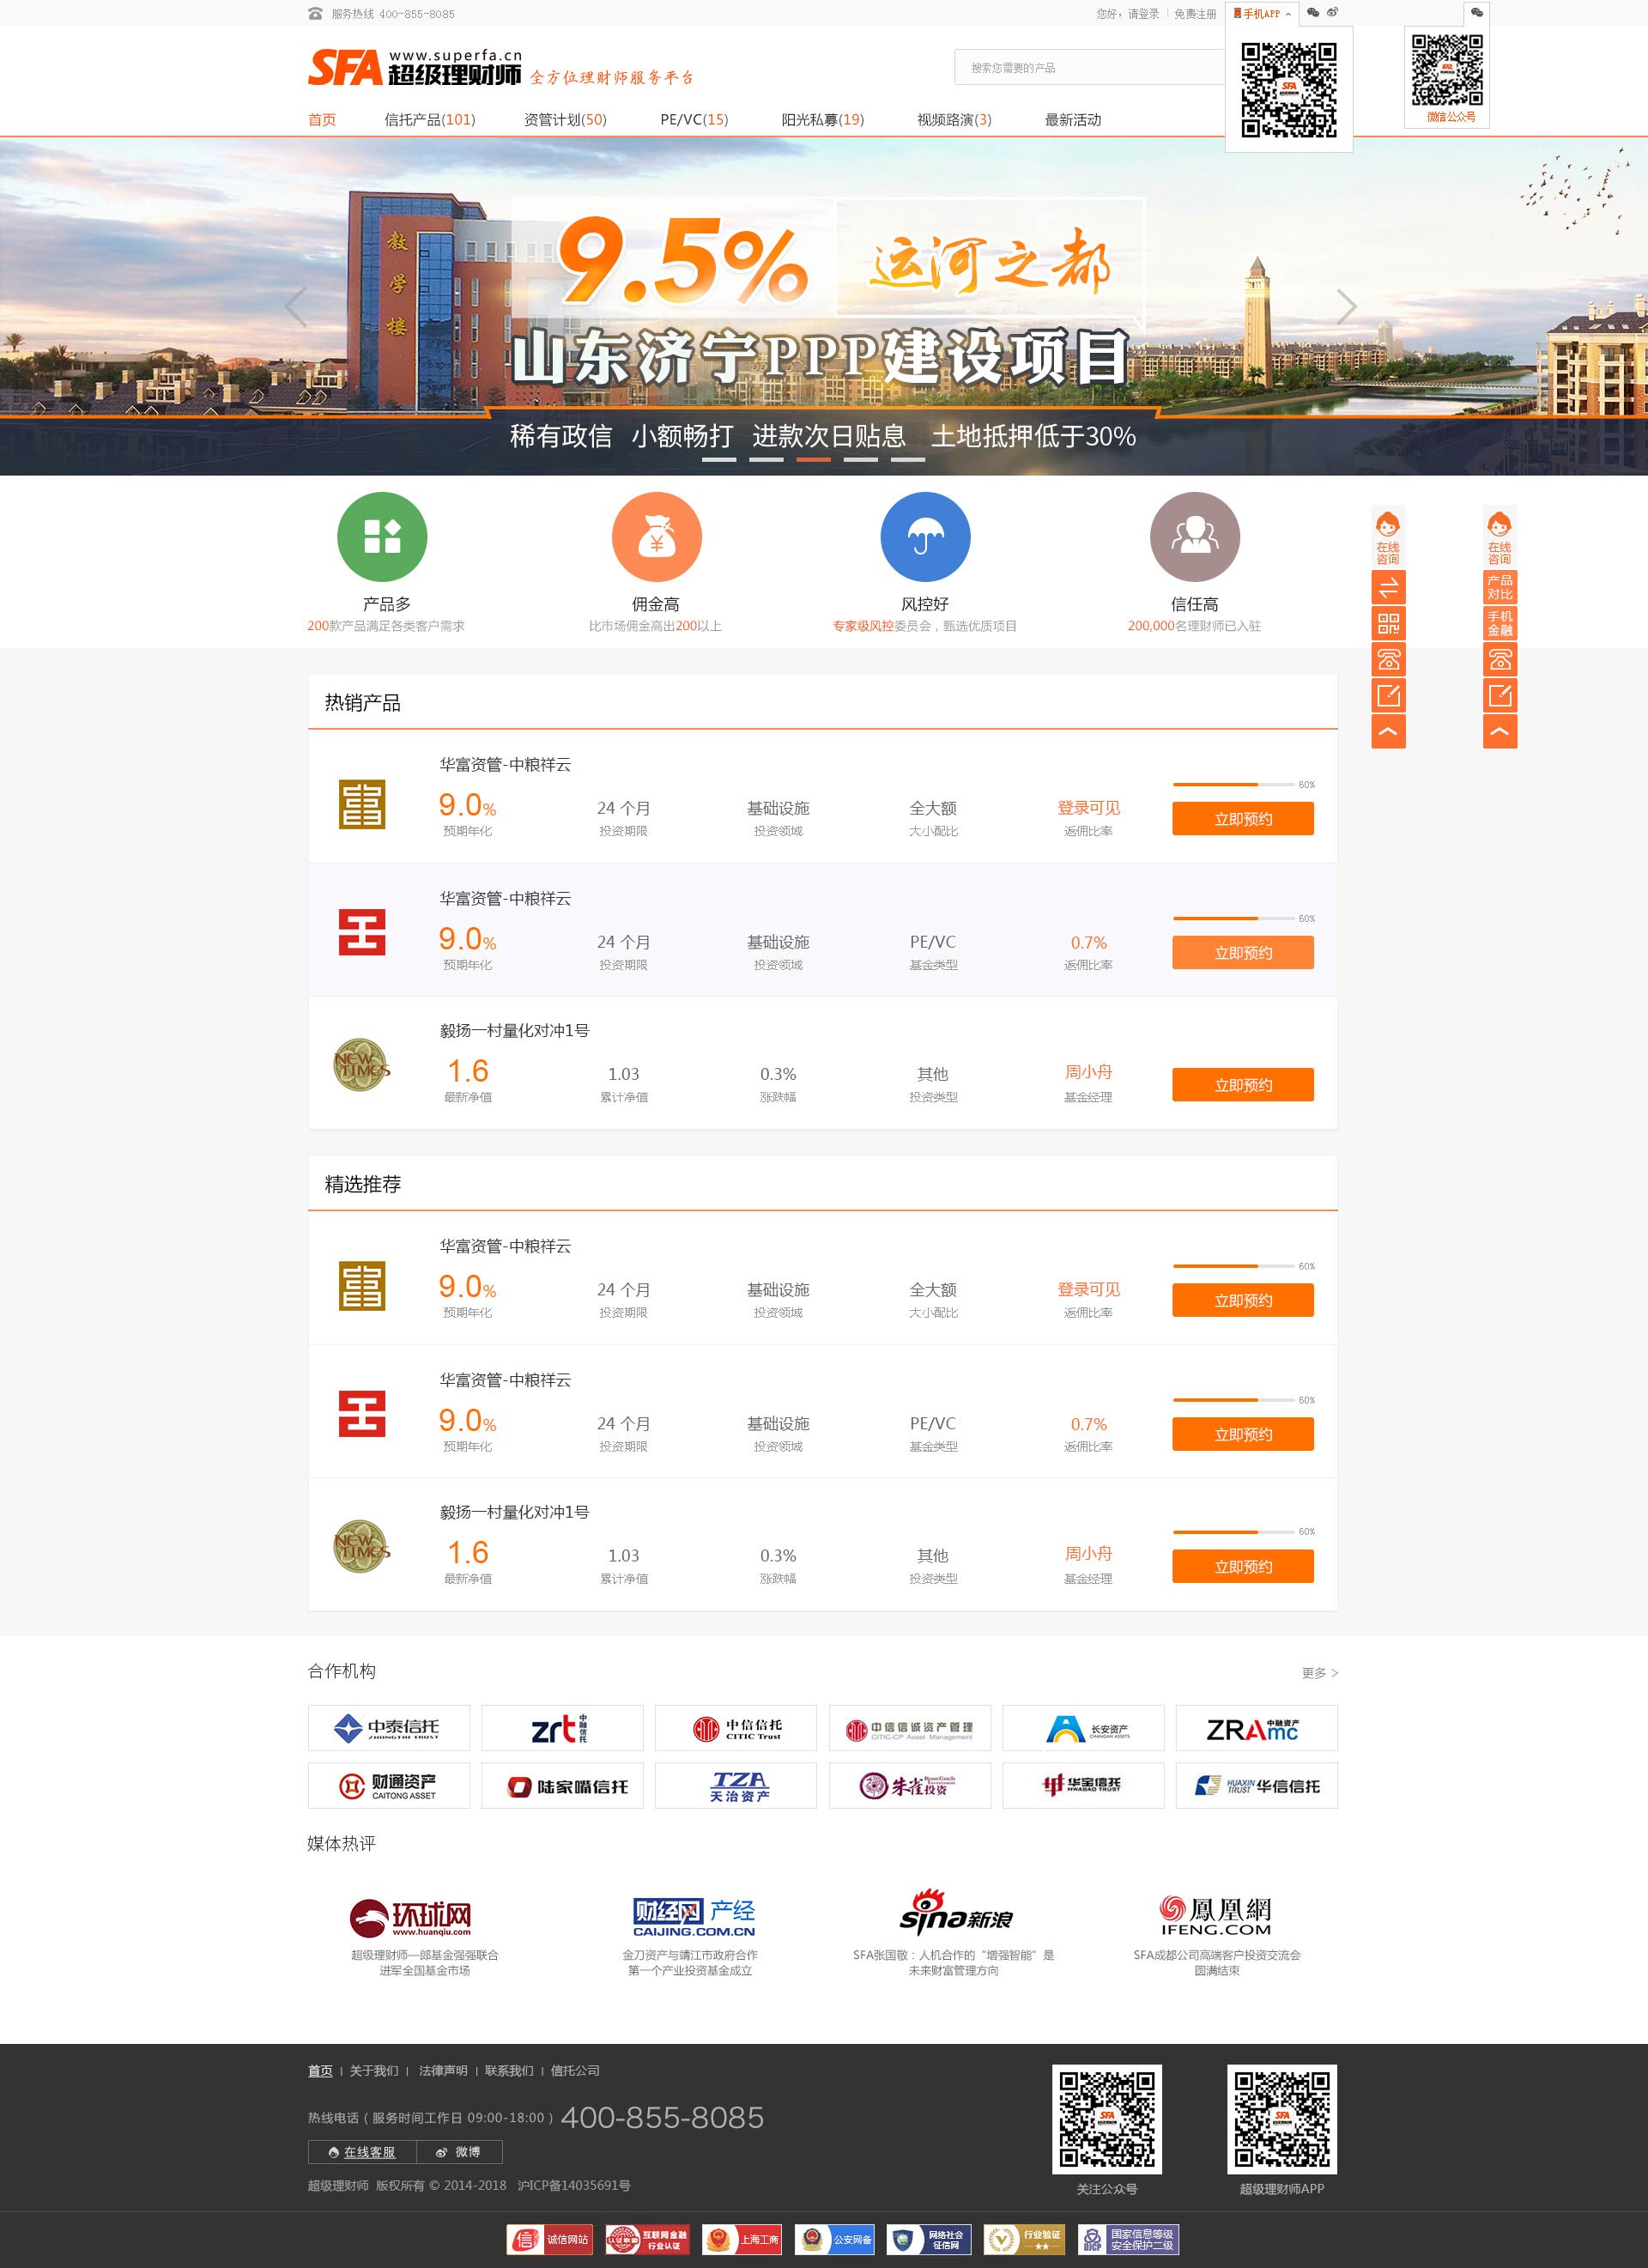 服务热线 400-855-8085
您好，请登录 | 免费注册
手机APP
SFA
www.superfa.cn
超级理财师
全方位理财师服务平台
搜索您需要的产品
微信公众号
首页 信托产品(101) 资管计划(50) PE/VC(15) 阳光私募(19) 视频路演(3) 最新活动
教学楼
9.5% 运河之都
山东济宁PPP建设项目
稀有政信 小额畅打 进款次日贴息 土地抵押低于30%
产品多 佣金高 风控好 信任高
200款产品满足各类客户需求 比市场佣金高出200以上 专家级风控委员会，甄选优质项目 200,000名理财师已入驻
在线咨询
在线咨询
产品对比
手机金融
热销产品
华富资管-中粮祥云
9.0% 24 个月 基础设施 全大额 登录可见 60%
预期年化 投资期限 投资领域 大小配比 返佣比率 立即预约
华富资管-中粮祥云
9.0% 24 个月 基础设施 PE/VC 0.7% 60%
预期年化 投资期限 投资领域 基金类型 返佣比率 立即预约
毅扬一村量化对冲1号
NEW TIMES
1.6 1.03 0.3% 其他 周小舟
最新净值 累计净值 涨跌幅 投资类型 基金经理 立即预约
精选推荐
华富资管-中粮祥云
9.0% 24 个月 基础设施 全大额 登录可见 60%
预期年化 投资期限 投资领域 大小配比 返佣比率 立即预约
华富资管-中粮祥云
9.0% 24 个月 基础设施 PE/VC 0.7% 60%
预期年化 投资期限 投资领域 基金类型 返佣比率 立即预约
毅扬一村量化对冲1号
NEW TIMES
1.6 1.03 0.3% 其他 周小舟 60%
最新净值 累计净值 涨跌幅 投资类型 基金经理 立即预约
合作机构 更多 >
中泰信托 ZHONGTAI TRUST
zrt 中融信托
中信信托 CITIC Trust
中信信诚资产管理 CITIC-CP Asset Management
长安资产 CHANGAN ASSETS
ZRAmc 中融资产
财通资产 CAITONG ASSET
陆家嘴信托
TZA 天治资产
朱雀投资
华宝信托 HWABAO TRUST
HUAXIN TRUST 华信信托
媒体热评
环球网 www.huanqiu.com
财经网 产经 CAIJING.COM.CN
sina新浪
鳳凰網 IFENG.COM
超级理财师—郎基金强强联合
进军全国基金市场
金刀资产与靖江市政府合作
第一个产业投资基金成立
SFA张国敬：人机合作的“增强智能”是
未来财富管理方向
SFA成都公司高端客户投资交流会
圆满结束
首页 | 关于我们 | 法律声明 | 联系我们 | 信托公司
热线电话（服务时间工作日 09:00-18:00）400-855-8085
在线客服 微博
超级理财师 版权所有 © 2014-2018 沪ICP备14035691号
关注公众号 超级理财师APP
诚信网站
互联网金融行业认证
上海工商
公安网备
网络社会征信网
行业验证
国家信息等级安全保护二级